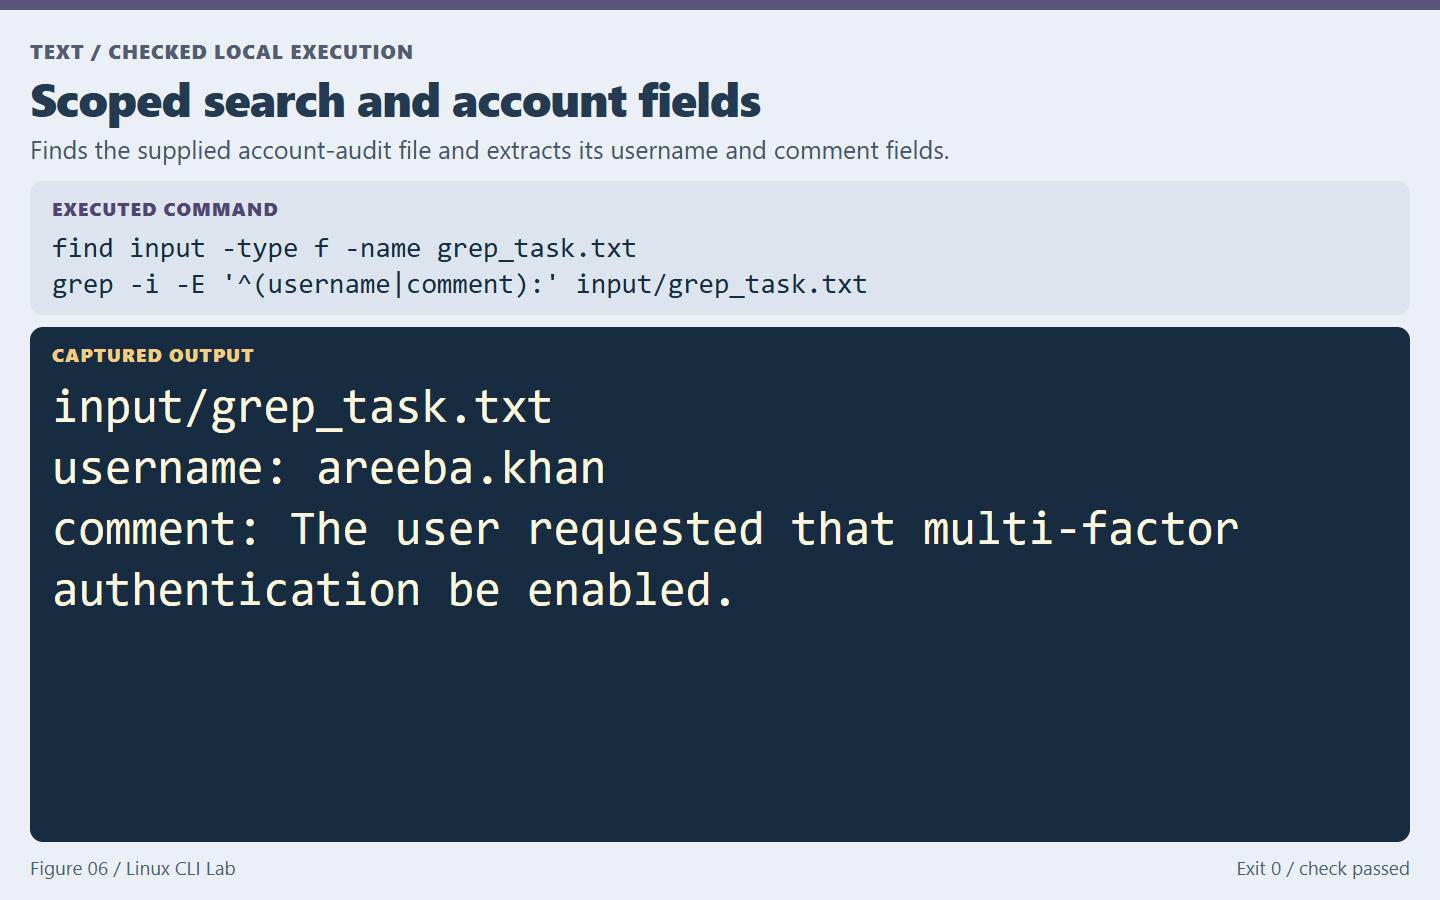 TEXT / CHECKED LOCAL EXECUTION
Scoped search and account fields
Finds the supplied account-audit file and extracts its username and comment fields.
EXECUTED COMMAND
find input -type f -name grep_task.txt
grep -i -E '^(username|comment):' input/grep_task.txt
CAPTURED OUTPUT
input/grep_task.txt
username: areeba.khan
comment: The user requested that multi-factor
authentication be enabled.
Figure 06 / Linux CLI Lab
Exit 0 / check passed